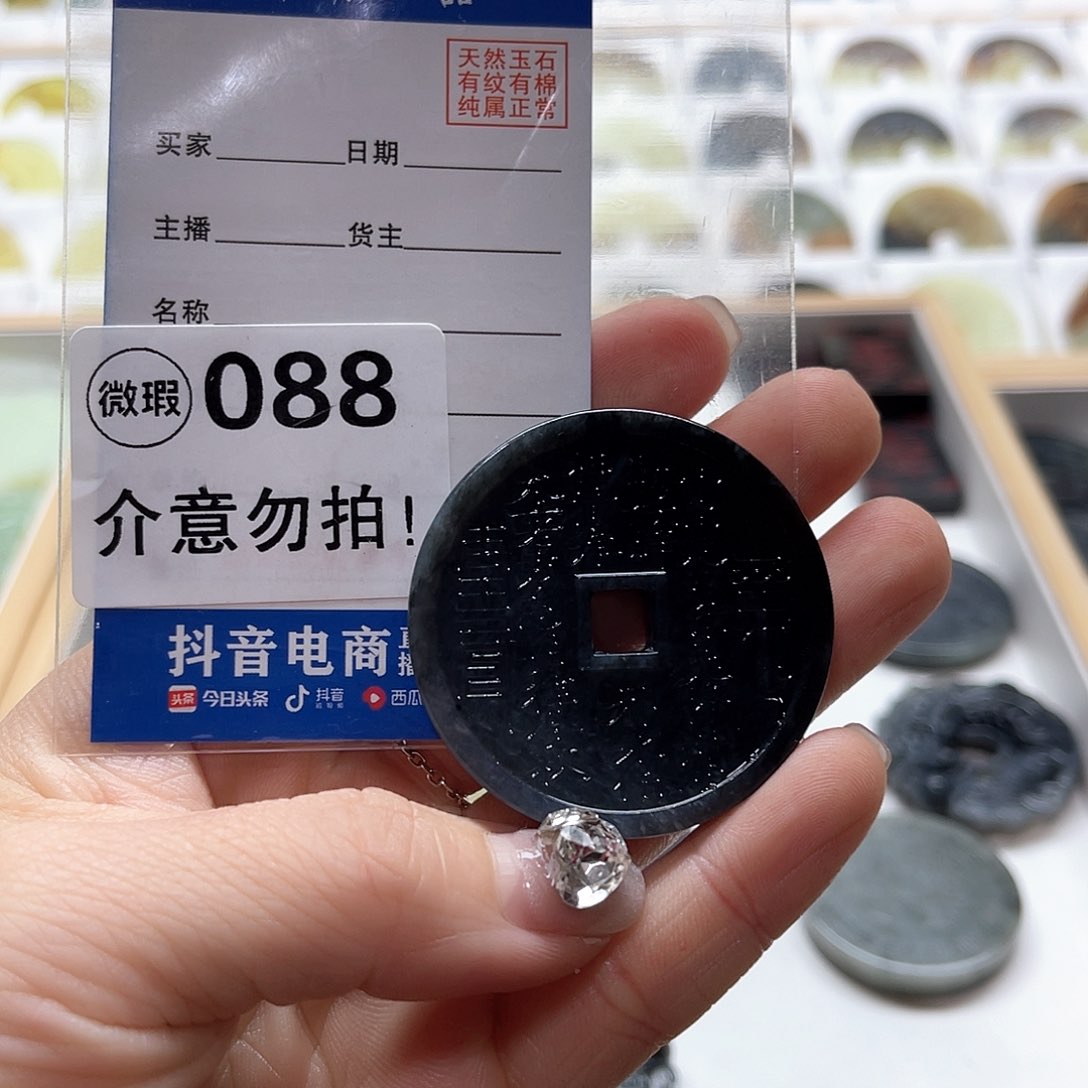 天然玉石
有纹有棉
纯属正常
买家 日期
主播 货主
名称
微瑕 088
介意勿拍!
抖音电商
头条 今日头条 抖音 西瓜